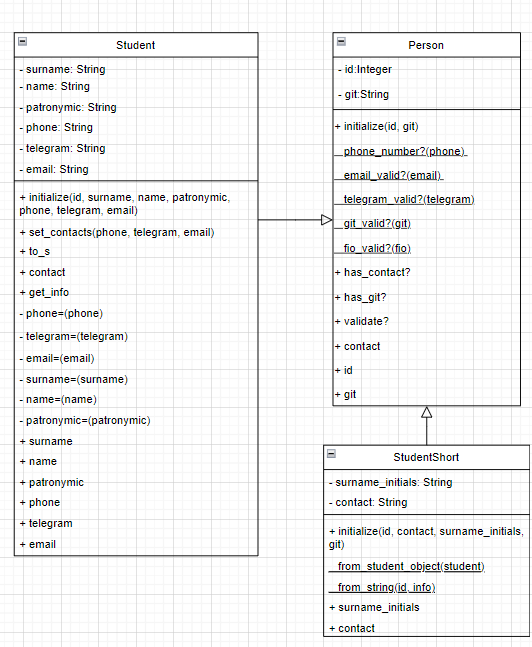 Student
- surname: String
- name: String
- patronymic: String
- phone: String
- telegram: String
- email: String
+ initialize(id, surname, name, patronymic,
phone, telegram, email)
+ set_contacts(phone, telegram, email)
+ to_s
+ contact
+ get_info
- phone=(phone)
- telegram=(telegram)
- email=(email)
- surname=(surname)
- name=(name)
- patronymic=(patronymic)
+ surname
+ name
+ patronymic
+ phone
+ telegram
+ email
Person
- id:Integer
- git:String
+ initialize(id, git)
phone_number?(phone)
email_valid?(email)
telegram_valid?(telegram)
git_valid?(git)
fio_valid?(fio)
+ has_contact?
+ has_git?
+ validate?
+ contact
+ id
+ git
StudentShort
- surname_initials: String
- contact: String
+ initialize(id, contact, surname_initials,
git)
from_student_object(student)
from_string(id, info)
+ surname_initials
+ contact